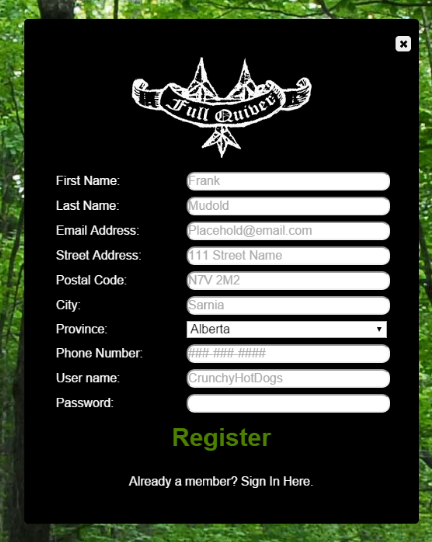 Full Quiver
First Name: Frank
Last Name: Mudold
Email Address: Placehold@email.com
Street Address: 111 Street Name
Postal Code: N7V 2M2
City: Sarnia
Province: Alberta
Phone Number: ###-###-####
User name: CrunchyHotDogs
Password:
Register
Already a member? Sign In Here.